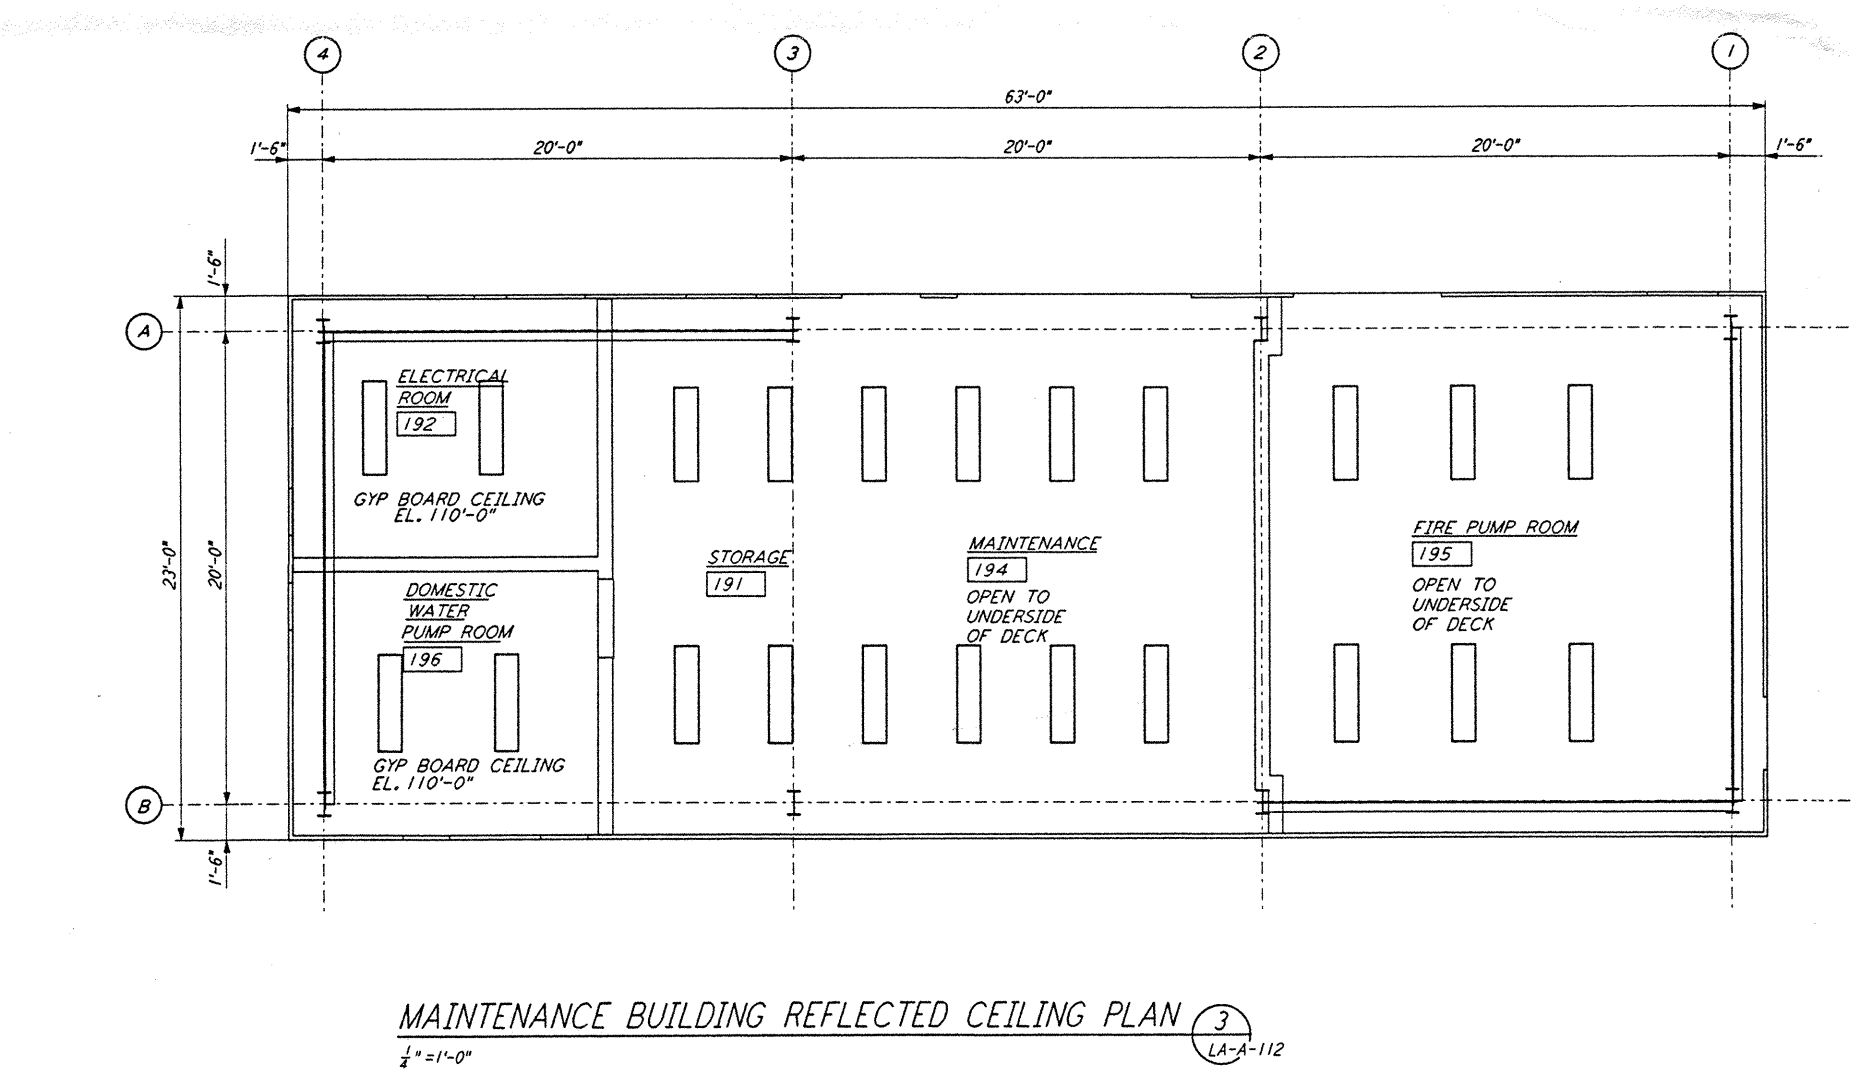 4
3
2
1
63'-0"
1'-6"
20'-0"
20'-0"
20'-0"
1'-6"
1'-6"
A
ELECTRICAL
ROOM
192
GYP BOARD CEILING
EL. 110'-0"
23'-0"
20'-0"
STORAGE
191
MAINTENANCE
194
OPEN TO
UNDERSIDE
OF DECK
FIRE PUMP ROOM
195
OPEN TO
UNDERSIDE
OF DECK
DOMESTIC
WATER
PUMP ROOM
196
GYP BOARD CEILING
EL. 110'-0"
B
1'-6"
MAINTENANCE BUILDING REFLECTED CEILING PLAN
3
LA-A-112
1/4" =1'-0"